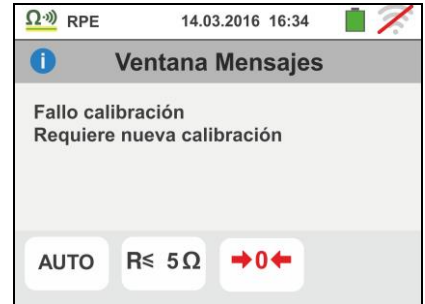 Ω RPE 14.03.2016 16:34
i Ventana Mensajes
Fallo calibración
Requiere nueva calibración
AUTO R≤ 5Ω →0←